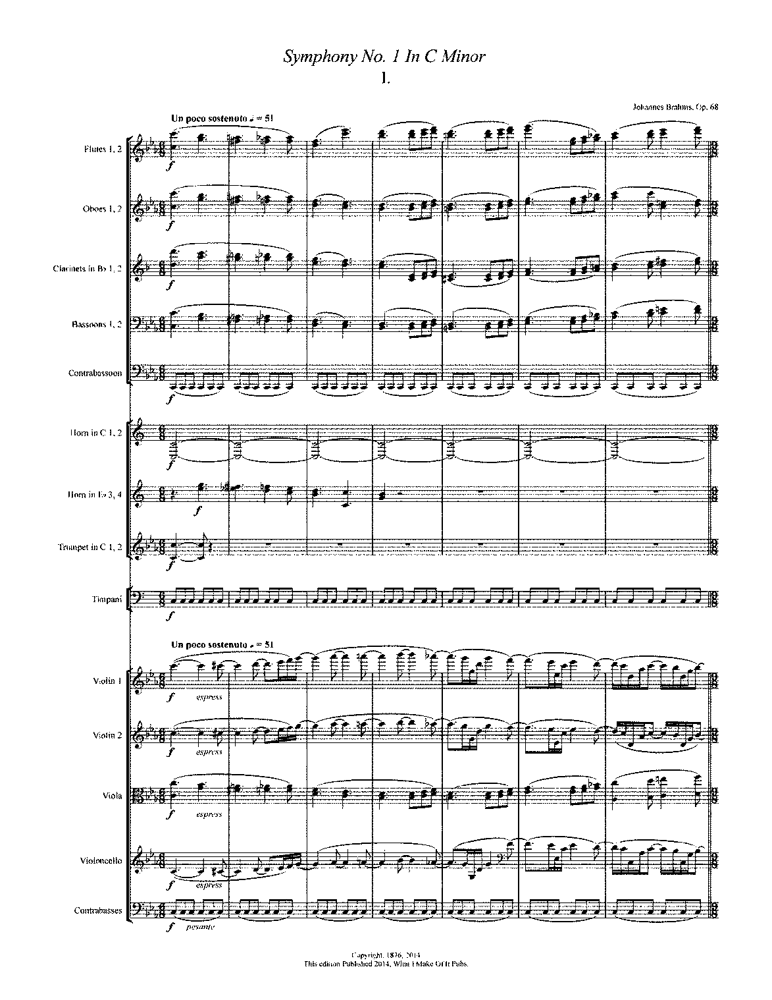 Symphony No. 1 In C Minor
I.
Johannes Brahms, Op. 68
Un poco sostenuto ♩. = 51
Flutes 1, 2
f
Oboes 1, 2
f
Clarinets in B♭ 1, 2
f
Bassoons 1, 2
Contrabassoon
f
Horn in C 1, 2
f
Horn in E♭ 3, 4
f
Trumpet in C 1, 2
f
Timpani
f
Un poco sostenuto ♩. = 51
Violin 1
f espress
Violin 2
f espress
Viola
f espress
Violoncello
f espress
Contrabasses
f pesante
Copyright, 1876, 2014
This edition Published 2014, What I Make Of It Pubs.